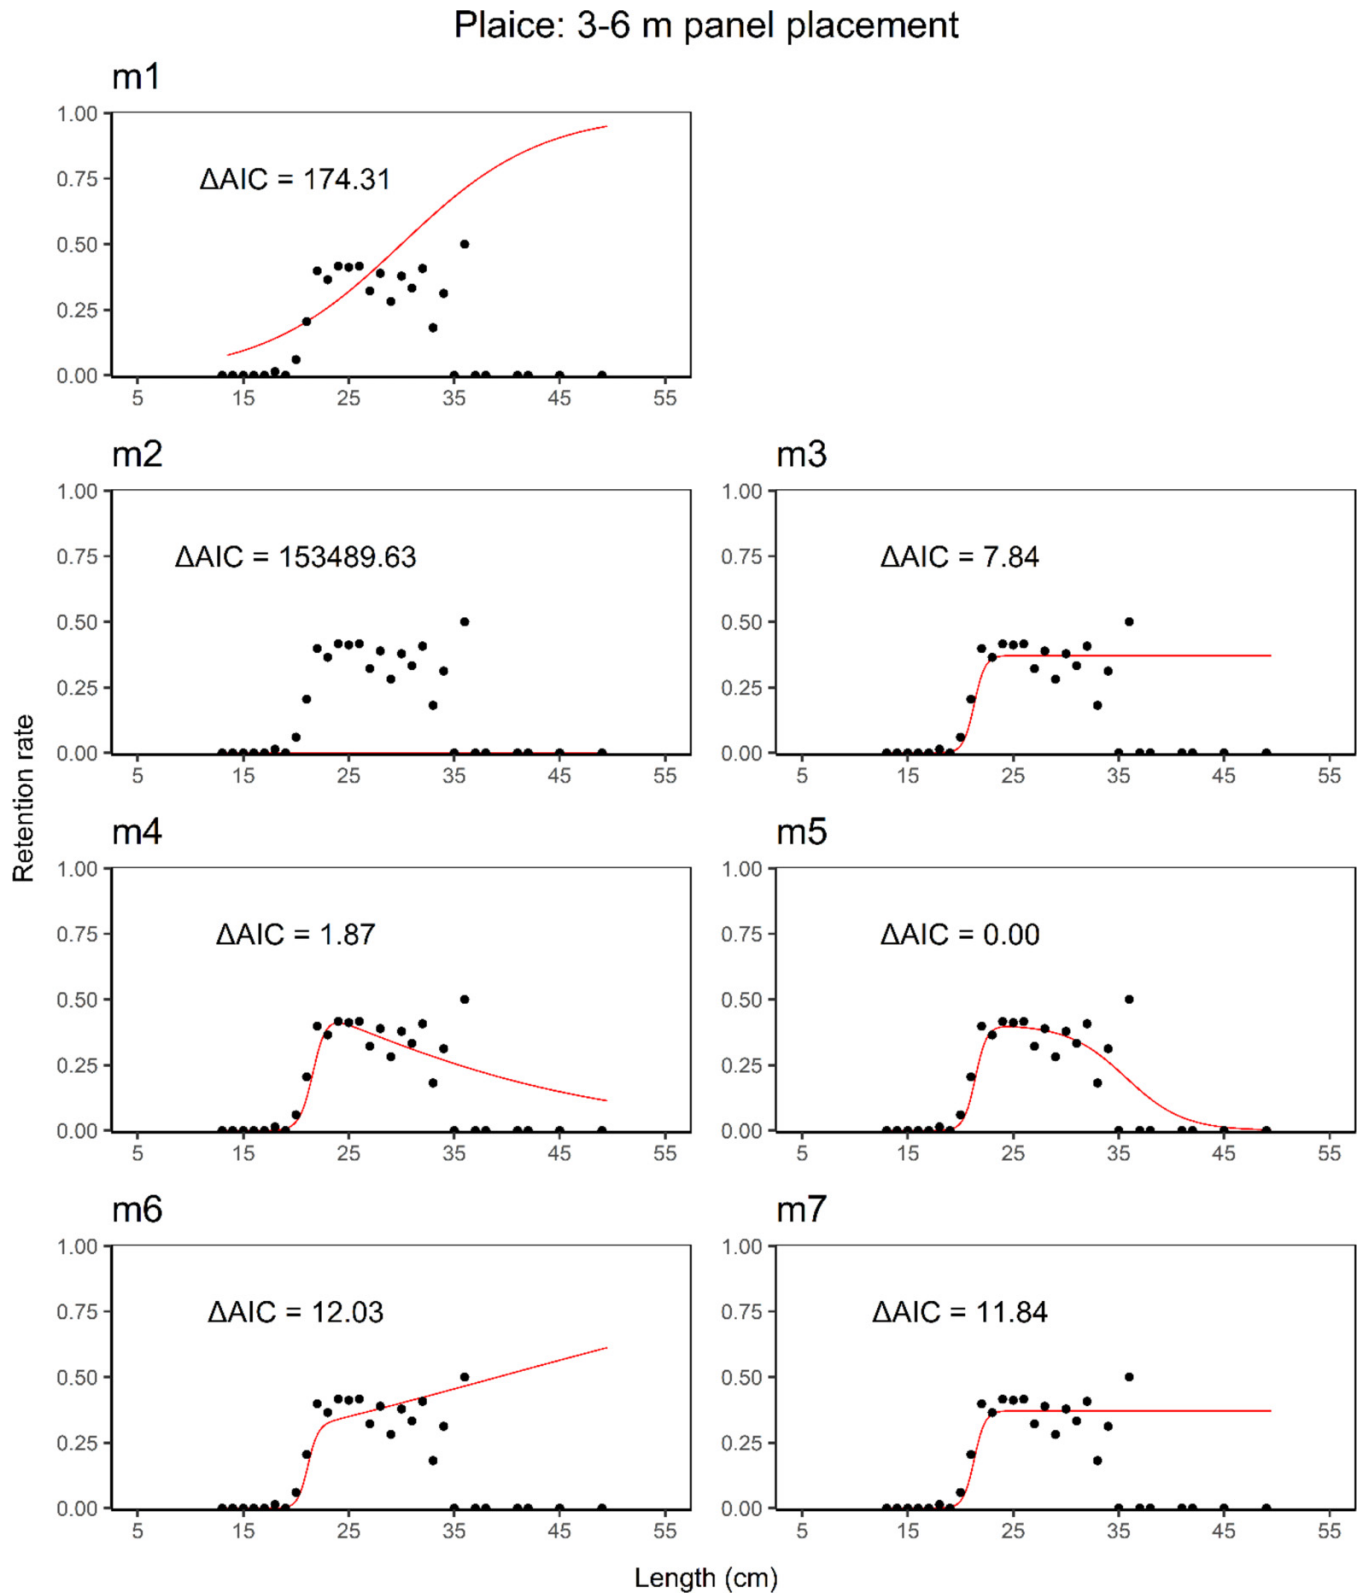 Plaice: 3-6 m panel placement
m1
1.00
0.75
0.50
0.25
0.00
ΔAIC = 174.31
5 15 25 35 45 55
m2
1.00
0.75
0.50
0.25
0.00
ΔAIC = 153489.63
5 15 25 35 45 55
m3
1.00
0.75
0.50
0.25
0.00
ΔAIC = 7.84
5 15 25 35 45 55
Retention rate
m4
1.00
0.75
0.50
0.25
0.00
ΔAIC = 1.87
5 15 25 35 45 55
m5
1.00
0.75
0.50
0.25
0.00
ΔAIC = 0.00
5 15 25 35 45 55
m6
1.00
0.75
0.50
0.25
0.00
ΔAIC = 12.03
5 15 25 35 45 55
m7
1.00
0.75
0.50
0.25
0.00
ΔAIC = 11.84
5 15 25 35 45 55
Length (cm)